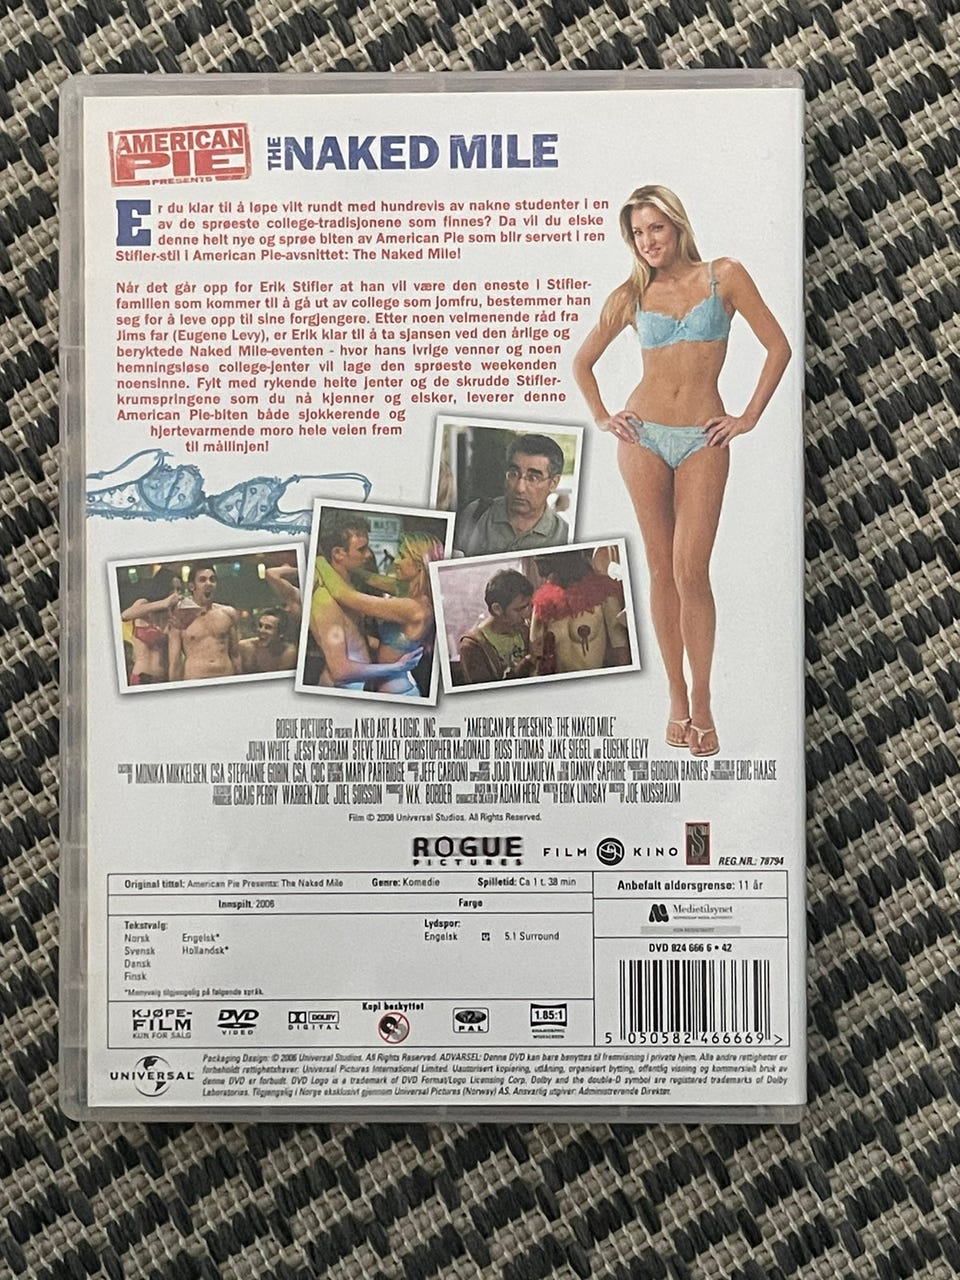 AMERICAN
PIE
PRESENTS
THE NAKED MILE
Er du klar til å løpe vilt rundt med hundrevis av nakne studenter i en
av de sprøeste college-tradisjonene som finnes? Da vil du elske
denne helt nye og sprøe biten av American Pie som blir servert i ren
Stifler-stil i American Pie-avsnittet: The Naked Mile!
Når det går opp for Erik Stifler at han vil være den eneste i Stifler-
familien som kommer til å gå ut av college som jomfru, bestemmer han
seg for å leve opp til sine forgjengere. Etter noen velmenende råd fra
Jims far (Eugene Levy), er Erik klar til å ta sjansen ved den årlige og
beryktede Naked Mile-eventen - hvor hans ivrige venner og noen
hemningsløse college-jenter vil lage den sprøeste weekenden
noensinne. Fylt med rykende heite jenter og de skrudde Stifler-
krumspringene som du nå kjenner og elsker, leverer denne
American Pie-biten både sjokkerende og
hjertevarmende moro hele veien frem
til mållinjen!
ROGUE PICTURES PRESENTS A NEO ART & LOGIC, INC. PRODUCTION 'AMERICAN PIE PRESENTS: THE NAKED MILE'
JOHN WHITE JESSY SCHRAM STEVE TALLEY CHRISTOPHER McDONALD ROSS THOMAS JAKE SIEGEL AND EUGENE LEVY
CASTING BY MONIKA MIKKELSEN, CSA STEPHANIE GORIN, CSA, CDC MARY PARTRIDGE JEFF CARDONI JOJO VILLANUEVA DANNY SAPHIRE GORDON BARNES ERIC HAASE
CRAIG PERRY WARREN ZIDE JOEL SOISSON W.K. BORDER ADAM HERZ ERIK LINDSAY JOE NUSSBAUM
Film © 2006 Universal Studios. All Rights Reserved.
ROGUE
PICTURES
FILM KINO
REG.NR.: 78794
Original tittel: American Pie Presents: The Naked Mile Genre: Komedie Spilletid: Ca 1 t. 38 min
Innspilt: 2006 Farge
Anbefalt aldersgrense: 11 år
Medietilsynet
Tekstvalg:
Norsk Engelsk*
Svensk Hollandsk*
Dansk
Finsk
*Menyvalg tilgjengelig på følgende språk.
Lydspor:
Engelsk 5.1 Surround
DVD 824 666 6 • 42
5 050582 466669 >
KJØPE-
FILM
KUN FOR SALG
DVD
VIDEO
DOLBY
DIGITAL
Kopi beskyttet
2
PAL
1.85:1
ANAMORPHIC
WIDESCREEN
UNIVERSAL
Packaging Design: © 2006 Universal Studios. All Rights Reserved. ADVARSEL: Denne DVD kan bare benyttes til fremvisning i private hjem. Alle andre rettigheter er
forbeholdt rettighetshaver: Universal Pictures International Limited. Uautorisert kopiering, utlåning, organisert bytting, offentlig visning og kommersielt bruk av
denne DVD er forbudt. DVD Logo is a trademark of DVD Format/Logo Licensing Corp. Dolby and the double-D symbol are registered trademarks of Dolby
Laboratories. Tilgjengelig i Norge eksklusivt gjennom Universal Pictures (Norway) AS. Ansvarlig utgiver: Administrerende Direktør.